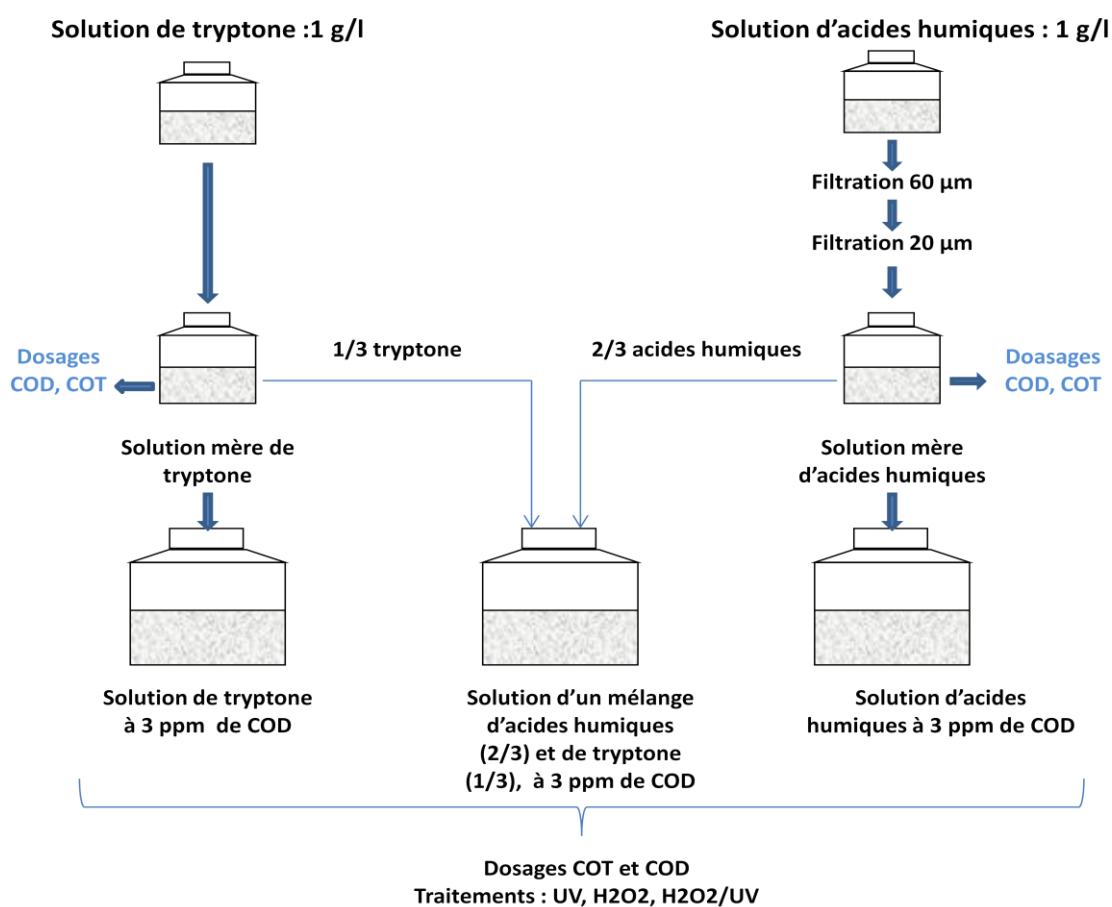 Solution de tryptone :1 g/l
Solution d'acides humiques : 1 g/l
Filtration 60 µm
Filtration 20 µm
Dosages
COD, COT
1/3 tryptone
2/3 acides humiques
Doasages
COD, COT
Solution mère de
tryptone
Solution mère
d'acides humiques
Solution de tryptone
à 3 ppm de COD
Solution d'un mélange
d'acides humiques
(2/3) et de tryptone
(1/3), à 3 ppm de COD
Solution d'acides
humiques à 3 ppm de COD
Dosages COT et COD
Traitements : UV, H2O2, H2O2/UV